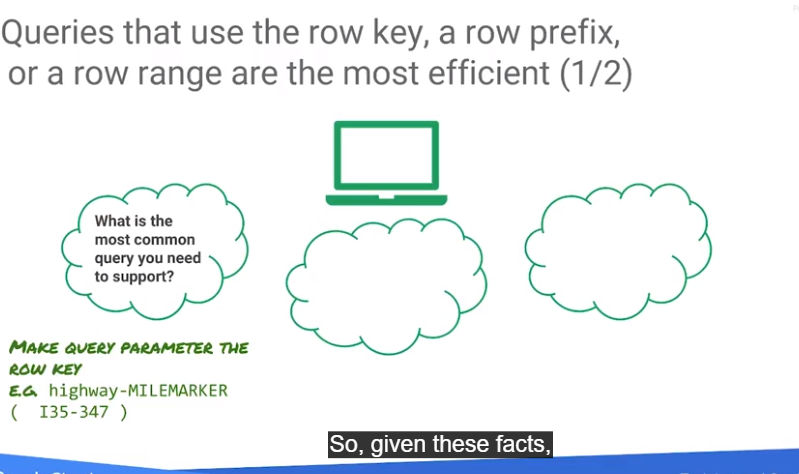 Queries that use the row key, a row prefix,
or a row range are the most efficient (1/2)
What is the
most common
query you need
to support?
MAKE QUERY PARAMETER THE
ROW KEY
E.G. highway-MILEMARKER
( I35-347 )
So, given these facts,